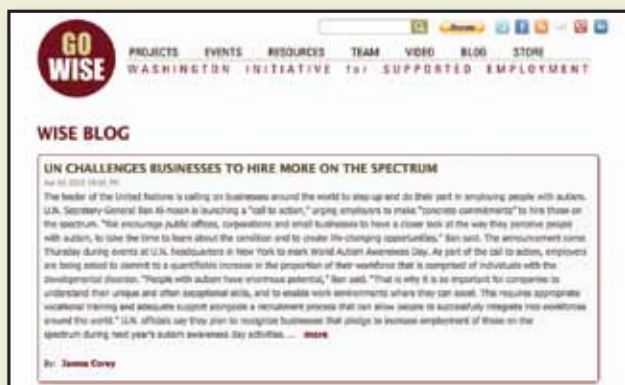 GO
WISE
PROJECTS EVENTS RESOURCES TEAM VIDEO BLOG STORE
WASHINGTON INITIATIVE for SUPPORTED EMPLOYMENT
WISE BLOG
UN CHALLENGES BUSINESSES TO HIRE MORE ON THE SPECTRUM
The leader of the United Nations is calling on businesses around the world to step up and do their part in employing people with autism.
U.N. Secretary-General Ban Ki-moon is launching a "call to action," urging employers to make "concrete commitments" to hire those on
the spectrum. "We encourage public offices, corporations and small businesses to have a closer look at the way they perceive people
with autism, to take the time to learn about the condition and to create life-changing opportunities," Ban said. The announcement came
Thursday during events at U.N. headquarters in New York to mark World Autism Awareness Day. As part of the call to action, employers
are being asked to commit to a quantifiable increase in the proportion of their workforce that is comprised of individuals with the
developmental disorder. "People with autism have enormous potential," Ban said. "That is why it is so important for companies to
understand their unique and often exceptional skills, and to enable work environments where they can excel. This requires appropriate
vocational training and adequate support alongside a recruitment process that can allow people to successfully integrate into workforces
around the world." U.N. officials say they plan to recognize businesses that pledge to increase employment of those on the
spectrum during next year's autism awareness day activities. ... more
By: James Corey